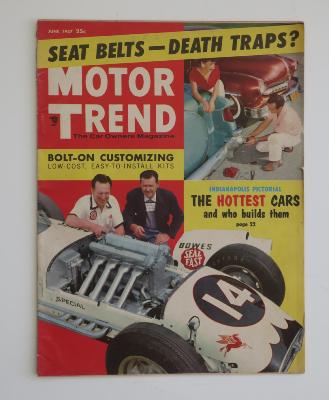 JUNE, 1957 25c
SEAT BELTS—DEATH TRAPS?
MOTOR
TREND
The Car Owners Magazine
BOLT-ON CUSTOMIZING
LOW-COST, EASY-TO-INSTALL KITS
INDIANAPOLIS PICTORIAL
THE HOTTEST CARS
and who builds them
page 22
BOWES
SEAL
FAST
14
SPECIAL